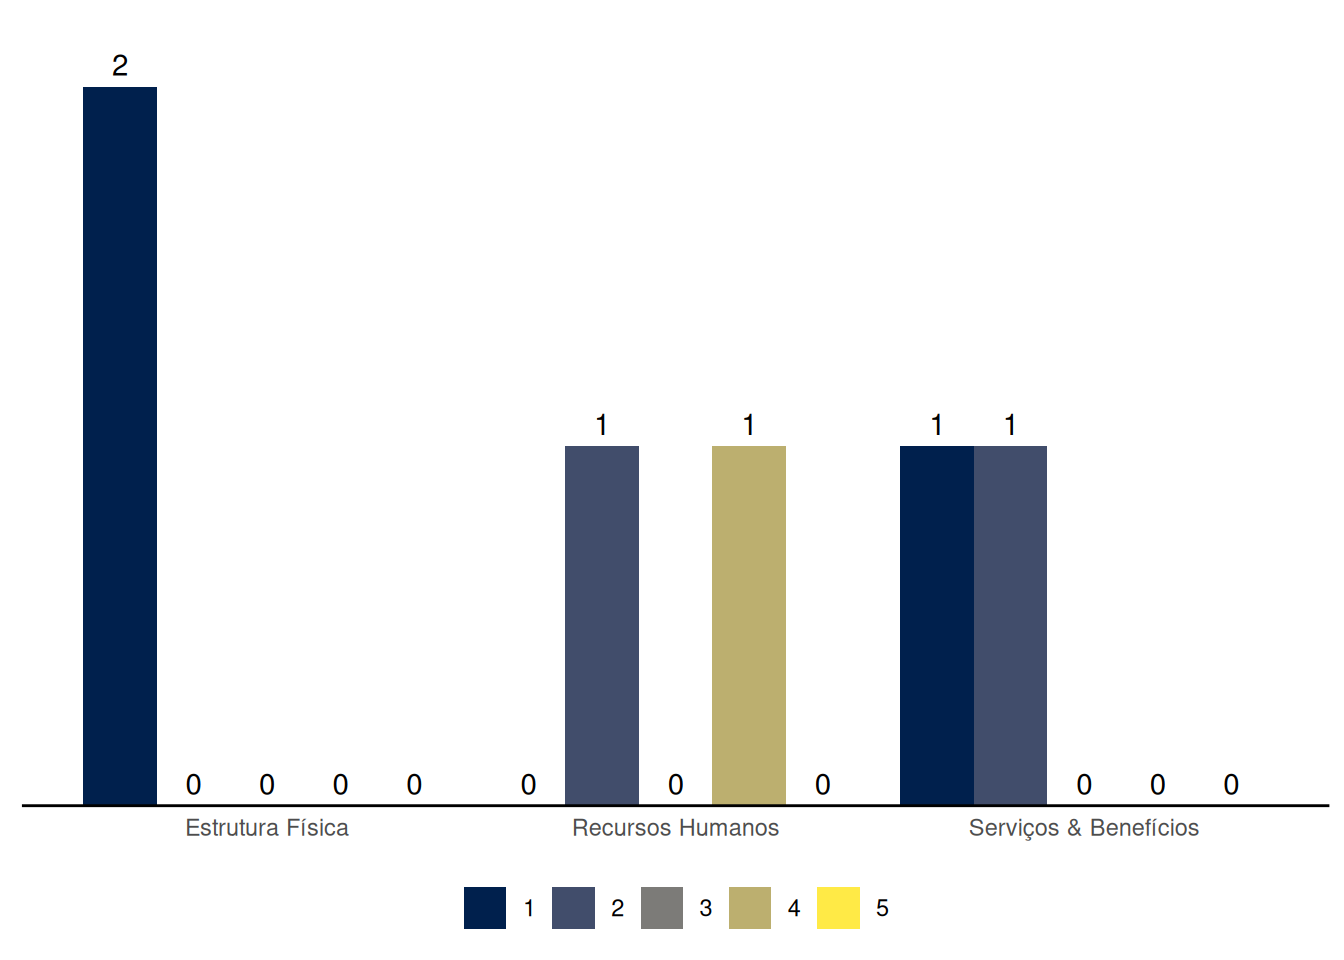 2
1 1 1 1
0 0 0 0 0 0 0 0 0 0
Estrutura Física Recursos Humanos Serviços & Benefícios
1 2 3 4 5